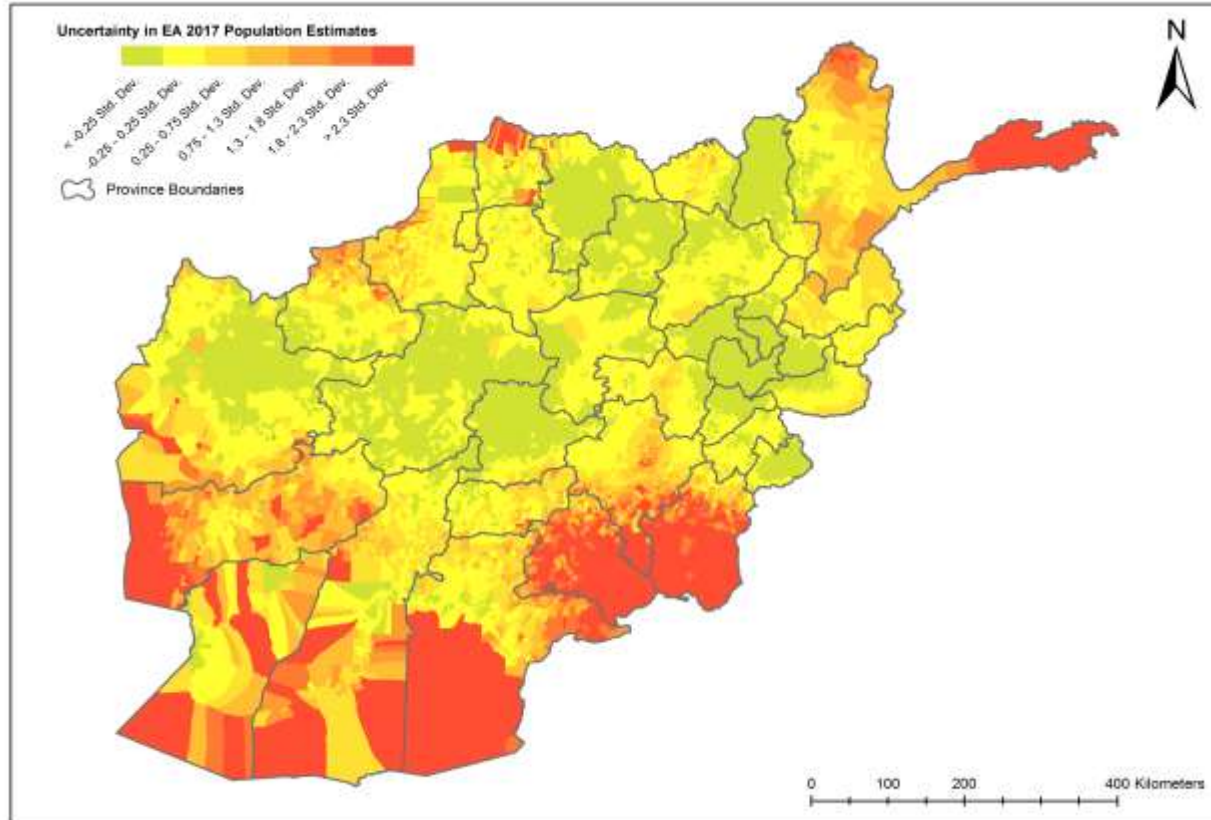 Uncertainty in EA 2017 Population Estimates
< -0.25 Std. Dev.
-0.25 - 0.25 Std. Dev.
0.25 - 0.75 Std. Dev.
0.75 - 1.3 Std. Dev.
1.3 - 1.8 Std. Dev.
1.8 - 2.3 Std. Dev.
> 2.3 Std. Dev.
Province Boundaries
N
0 100 200 400 Kilometers